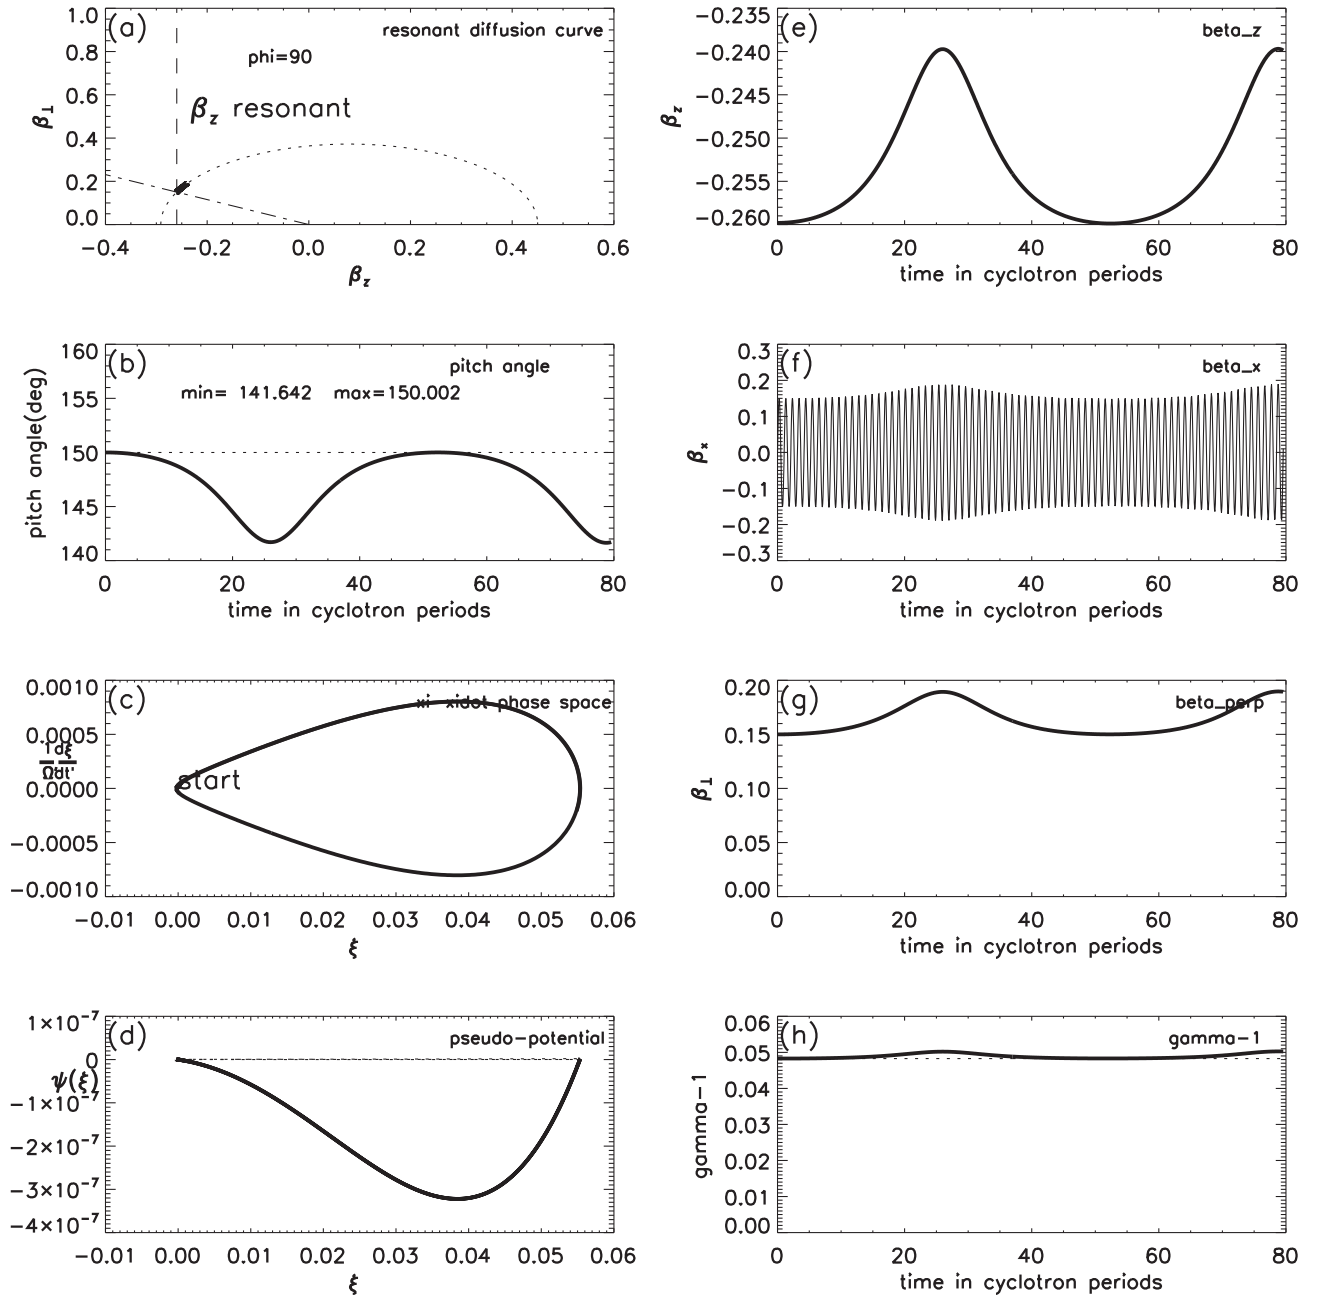 (a)
resonant diffusion curve
phi=90
β_z resonant
1.0
0.8
0.6
0.4
0.2
0.0
β⊥
−0.4 −0.2 0.0 0.2 0.4 0.6
β_z
(e)
beta_z
−0.235
−0.240
−0.245
−0.250
−0.255
−0.260
β_z
0 20 40 60 80
time in cyclotron periods
(b)
pitch angle
min= 141.642 max=150.002
160
155
150
145
140
pitch angle(deg)
0 20 40 60 80
time in cyclotron periods
(f)
beta_x
0.3
0.2
0.1
0.0
−0.1
−0.2
−0.3
β_x
0 20 40 60 80
time in cyclotron periods
(c)
xi xidot phase space
start
0.0010
0.0005
0.0000
−0.0005
−0.0010
−0.01 0.00 0.01 0.02 0.03 0.04 0.05 0.06
ξ
(g)
beta_perp
0.20
0.15
0.10
0.05
0.00
β⊥
0 20 40 60 80
time in cyclotron periods
(d)
pseudo−potential
1×10⁻⁷
0
ψ(ξ)
−1×10⁻⁷
−2×10⁻⁷
−3×10⁻⁷
−4×10⁻⁷
−0.01 0.00 0.01 0.02 0.03 0.04 0.05 0.06
ξ
(h)
gamma−1
0.06
0.05
0.04
0.03
0.02
0.01
0.00
gamma−1
0 20 40 60 80
time in cyclotron periods